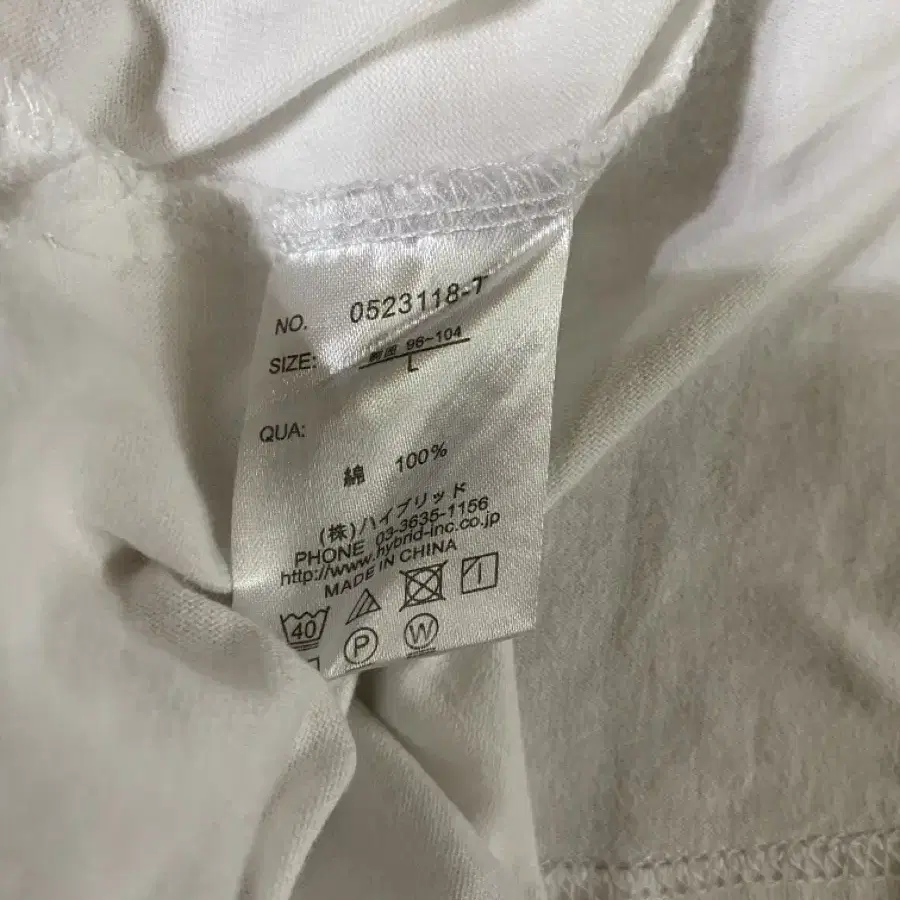 NO. 0523118-T
SIZE: 胸囲 96~104
L
QUA:
綿 100%
(株)ハイブリッド
PHONE 03-3635-1156
http://www.hybrid-inc.co.jp
MADE IN CHINA
40
P W